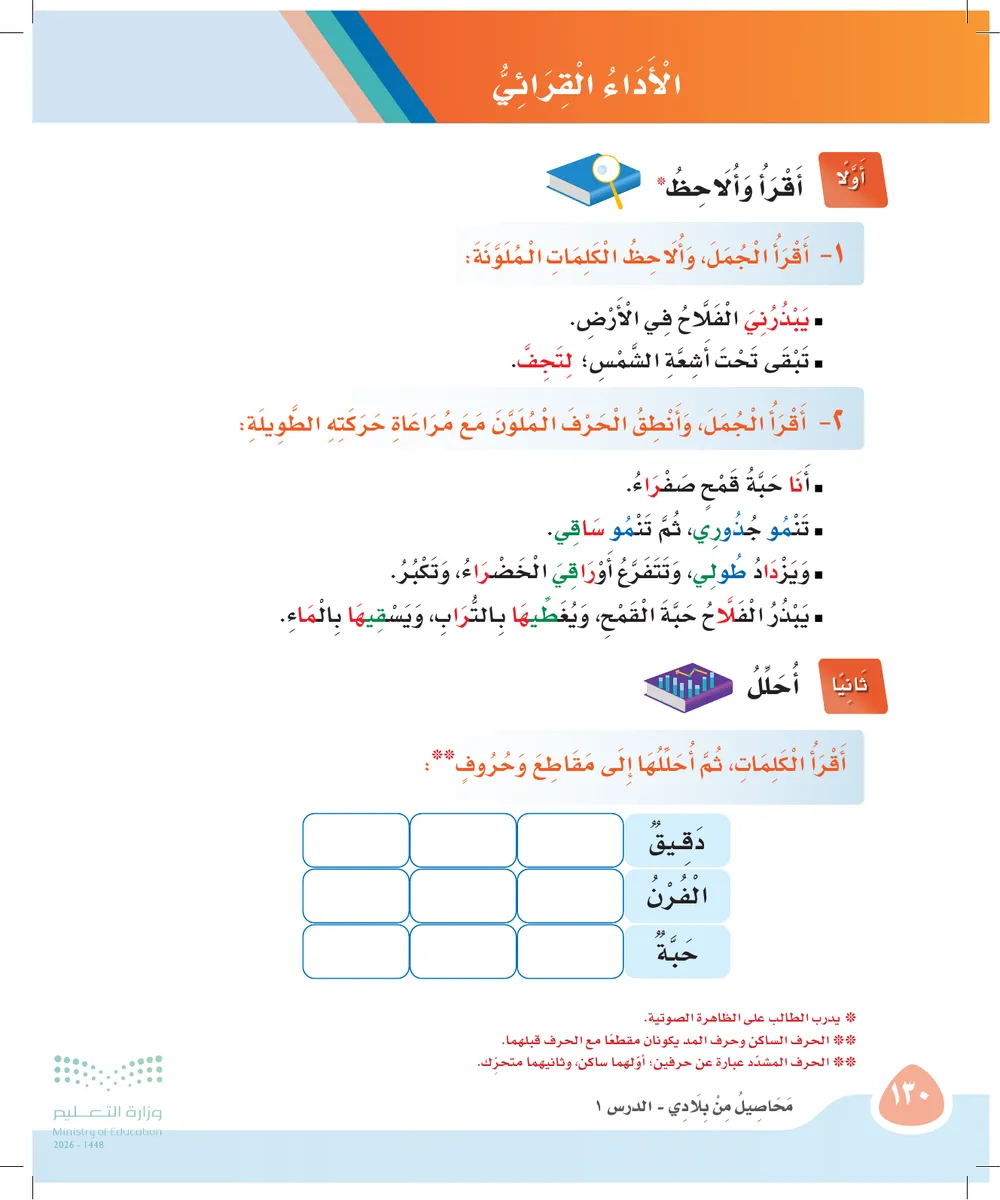 الْأَدَاءُ الْقِرَائِيُّ
أَوَّلًا
أَقْرَأُ وَأُلَاحِظُ*
١- أَقْرَأُ الْجُمَلَ، وَأُلَاحِظُ الْكَلِمَاتِ الْمُلَوَّنَةَ:
▪ يَبْذُرُنِيَ الْفَلَّاحُ فِي الْأَرْضِ.
▪ تَبْقَى تَحْتَ أَشِعَّةِ الشَّمْسِ؛ لِتَجِفَّ.
٢- أَقْرَأُ الْجُمَلَ، وَأَنْطِقُ الْحَرْفَ الْمُلَوَّنَ مَعَ مُرَاعَاةِ حَرَكَتِهِ الطَّوِيلَةِ:
▪ أَنَا حَبَّةُ قَمْحٍ صَفْرَاءُ.
▪ تَنْمُو جُذُورِي، ثُمَّ تَنْمُو سَاقِي.
▪ وَيَزْدَادُ طُولِي، وَتَتَفَرَّعُ أَوْرَاقِيَ الْخَضْرَاءُ، وَتَكْبُرُ.
▪ يَبْذُرُ الْفَلَّاحُ حَبَّةَ الْقَمْحِ، وَيُغَطِّيهَا بِالتُّرَابِ، وَيَسْقِيهَا بِالْمَاءِ.
ثَانِيًا
أُحَلِّلُ
أَقْرَأُ الْكَلِمَاتِ، ثُمَّ أُحَلِّلُهَا إِلَى مَقَاطِعَ وَحُرُوفٍ**:
دَقِيقٌ
الْفُرْنُ
حَبَّةٌ
* يدرب الطالب على الظاهرة الصوتية.
** الحرف الساكن وحرف المد يكونان مقطعًا مع الحرف قبلهما.
** الحرف المشدّد عبارة عن حرفين؛ أوّلهما ساكن، وثانيهما متحرّك.
١٣٠
مَحَاصِيلُ مِنْ بِلَادِي - الدرس ١
وزارة التعليم
Ministry of Education
2026 - 1448